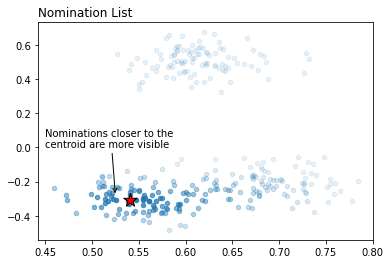 Nomination List
0.6
0.4
0.2
0.0
−0.2
−0.4
Nominations closer to the
centroid are more visible
0.45 0.50 0.55 0.60 0.65 0.70 0.75 0.80